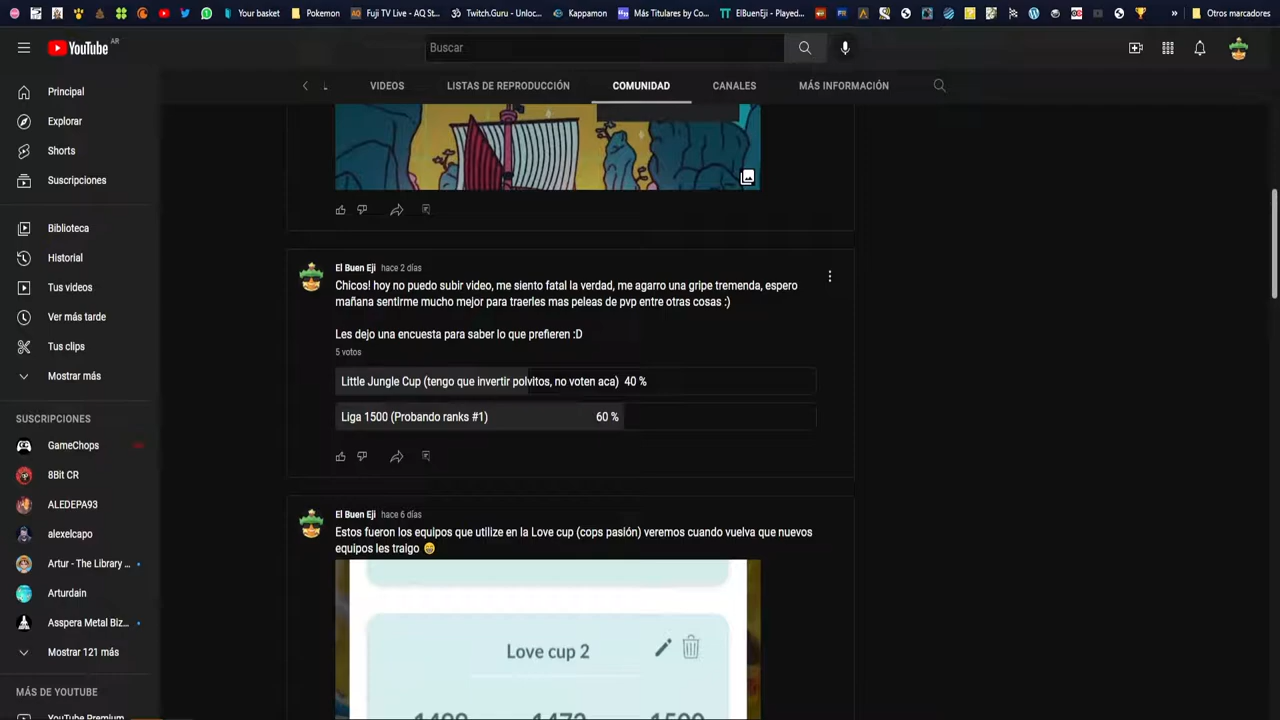 Your basket
Pokemon
Fuji TV Live - AQ St...
Twitch.Guru - Unloc...
Kappamon
Más Titulares by Co...
ElBuenEji - Played...
»
Otros marcadores
YouTube AR
Buscar
VIDEOS
LISTAS DE REPRODUCCIÓN
COMUNIDAD
CANALES
MÁS INFORMACIÓN
Principal
Explorar
Shorts
Suscripciones
Biblioteca
Historial
Tus videos
Ver más tarde
Tus clips
Mostrar más
SUSCRIPCIONES
GameChops
8Bit CR
ALEDEPA93
alexelcapo
Artur - The Library ...
Arturdain
Asspera Metal Biz...
Mostrar 121 más
MÁS DE YOUTUBE
YouTube Premium
El Buen Eji hace 2 días
Chicos! hoy no puedo subir video, me siento fatal la verdad, me agarro una gripe tremenda, espero
mañana sentirme mucho mejor para traerles mas peleas de pvp entre otras cosas :)
Les dejo una encuesta para saber lo que prefieren :D
5 votos
Little Jungle Cup (tengo que invertir polvitos, no voten aca) 40 %
Liga 1500 (Probando ranks #1) 60 %
El Buen Eji hace 6 días
Estos fueron los equipos que utilize en la Love cup (cops pasión) veremos cuando vuelva que nuevos
equipos les traigo 😁
Love cup 2
1499 1473 1500